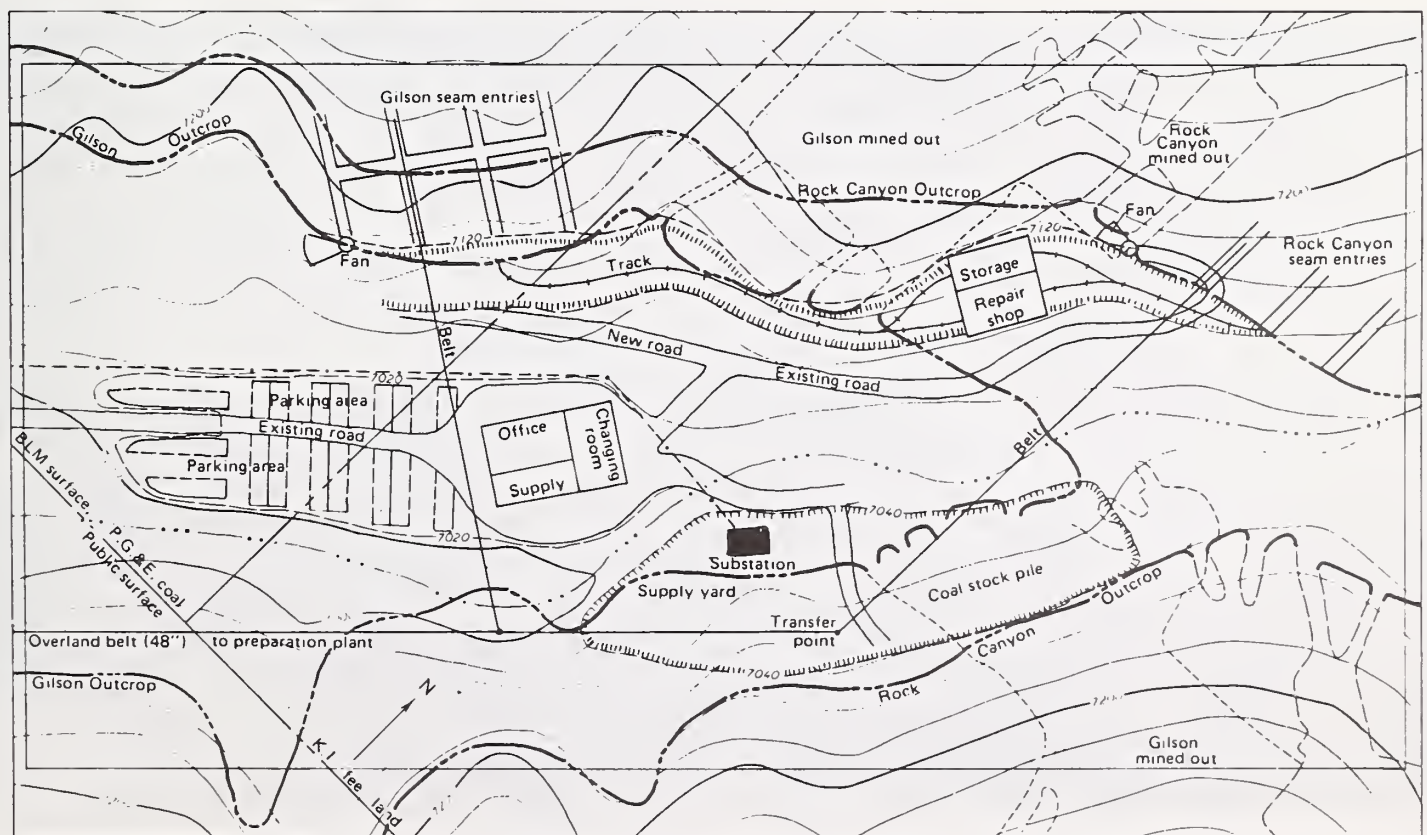 Gilson seam entries
7200
Gilson Outcrop
Gilson mined out
Rock
Canyon
mined out
Rock Canyon Outcrop
7200
Fan
7120
7120
Fan
Track
Storage
Repair
shop
Rock Canyon
seam entries
Belt
New road
Existing road
7020
Parking area
Existing road
Parking area
Office
Changing
room
Supply
Belt
BLM surface
P.G.&E. coal
Public surface
7020
7040
Substation
Supply yard
Coal stock pile
Transfer
point
Overland belt (48") to preparation plant
Gilson Outcrop
7040
Rock Canyon Outcrop
7200
N
K.I. fee land
Gilson
mined out